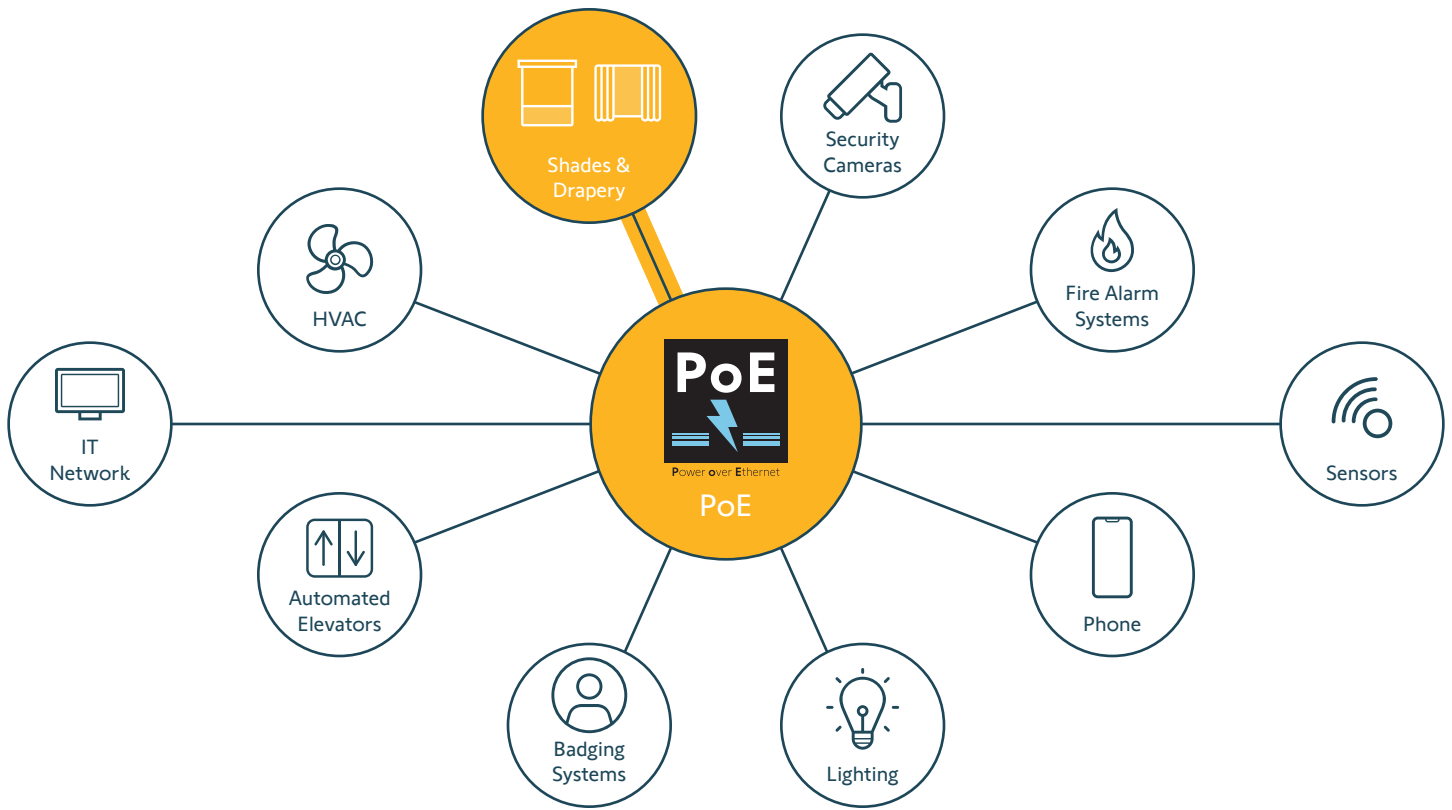 Shades &
Drapery
Security
Cameras
HVAC
Fire Alarm
Systems
IT
Network
PoE
Power over Ethernet
PoE
Sensors
Automated
Elevators
Phone
Badging
Systems
Lighting